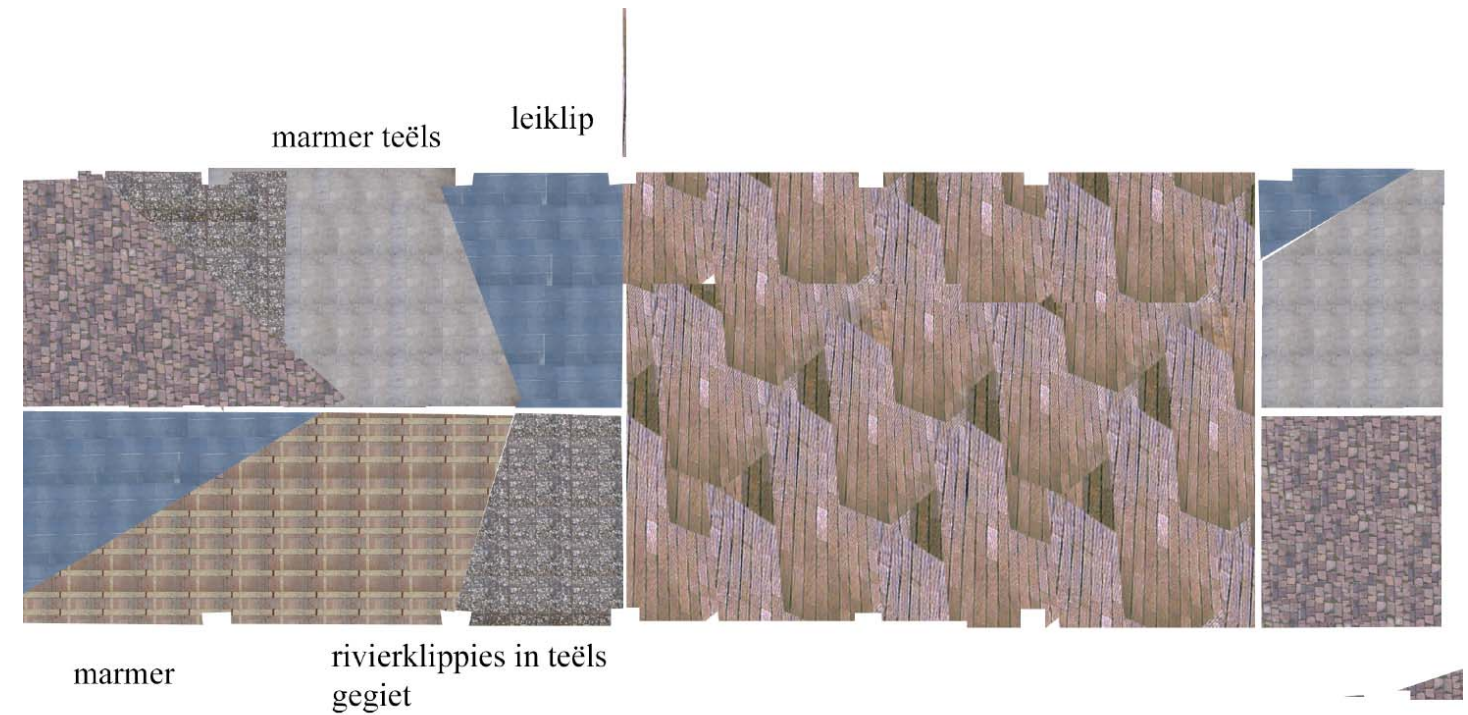 leiklip
marmer teëls
marmer
rivierklippies in teëls
gegiet